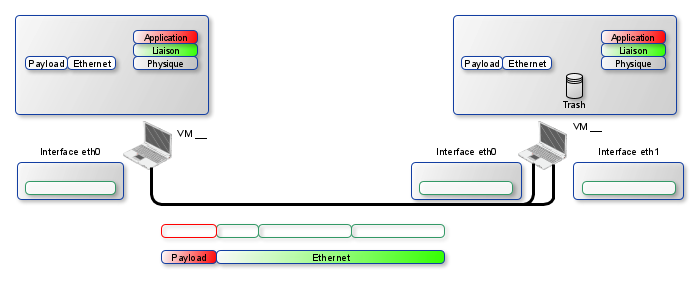 Application
Liaison
Physique
Payload Ethernet
Application
Liaison
Physique
Payload Ethernet
Trash
VM __
VM __
Interface eth0
Interface eth0
Interface eth1
Payload Ethernet